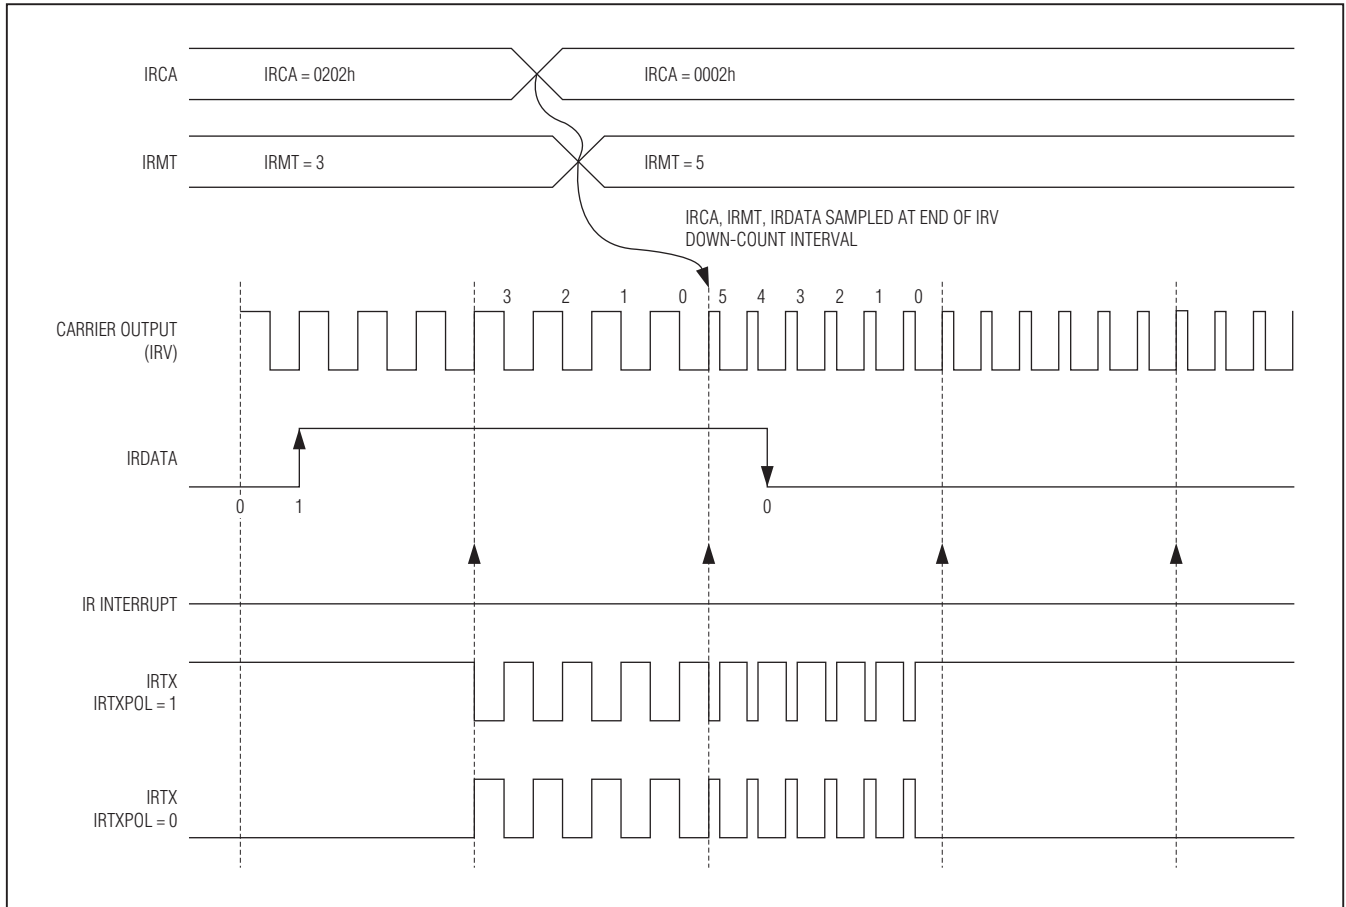 IRCA
IRCA = 0202h
IRCA = 0002h
IRMT
IRMT = 3
IRMT = 5
IRCA, IRMT, IRDATA SAMPLED AT END OF IRV
DOWN-COUNT INTERVAL
3 2 1 0 5 4 3 2 1 0
CARRIER OUTPUT
(IRV)
IRDATA
0 1 0
IR INTERRUPT
IRTX
IRTXPOL = 1
IRTX
IRTXPOL = 0